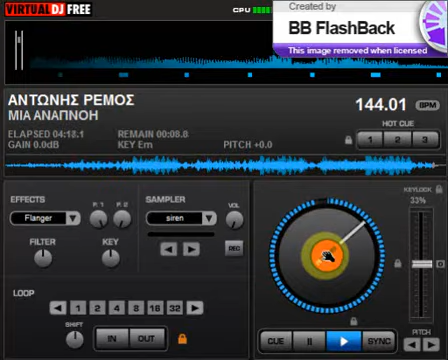 VIRTUAL DJ FREE
CPU
Created by
BB FlashBack
This image removed when licensed
ΑΝΤΩΝΗΣ ΡΕΜΟΣ
ΜΙΑ ΑΝΑΠΝΟΗ
144.01 BPM
HOT CUE
ELAPSED 04:13.1 REMAIN 00:08.8
1 2 3
GAIN 0.0dB KEY Em PITCH +0.0
EFFECTS
SAMPLER
KEYLOCK
P. 1 P. 2
VOL
33%
Flanger
siren
FILTER KEY
REC
LOOP
1 2 4 8 16 32
SHIFT
IN OUT
PITCH
CUE II SYNC